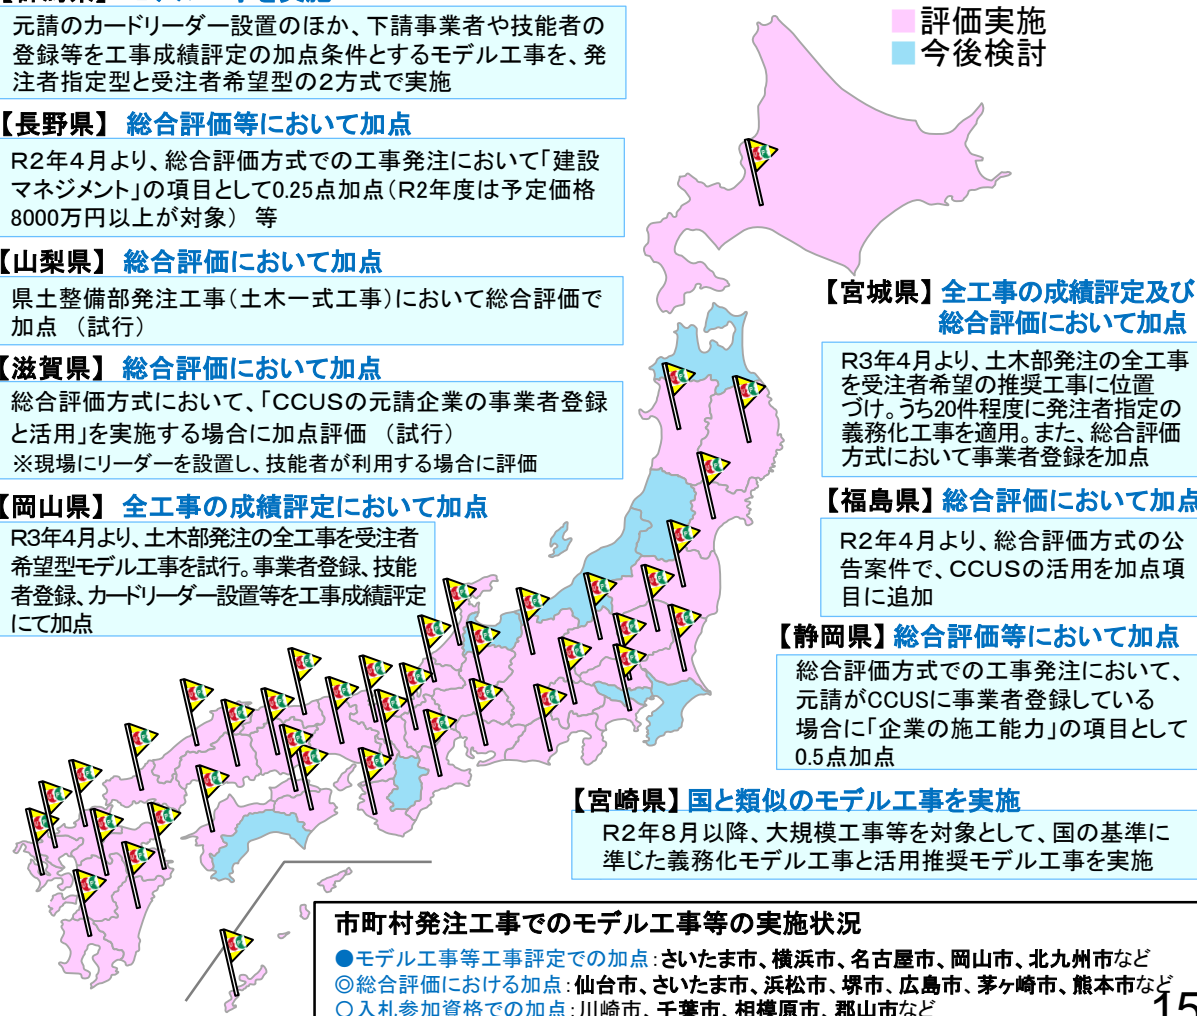 元請のカードリーダー設置のほか、下請事業者や技能者の
登録等を工事成績評定の加点条件とするモデル工事を、発
注者指定型と受注者希望型の2方式で実施
【長野県】 総合評価等において加点
R2年4月より、総合評価方式での工事発注において「建設
マネジメント」の項目として0.25点加点(R2年度は予定価格
8000万円以上が対象) 等
【山梨県】 総合評価において加点
県土整備部発注工事(土木一式工事)において総合評価で
加点 (試行)
【滋賀県】 総合評価において加点
総合評価方式において、「CCUSの元請企業の事業者登録
と活用」を実施する場合に加点評価 (試行)
※現場にリーダーを設置し、技能者が利用する場合に評価
【岡山県】 全工事の成績評定において加点
R3年4月より、土木部発注の全工事を受注者
希望型モデル工事を試行。事業者登録、技能
者登録、カードリーダー設置等を工事成績評定
にて加点
評価実施
今後検討
【宮城県】 全工事の成績評定及び
総合評価において加点
R3年4月より、土木部発注の全工事
を受注者希望の推奨工事に位置
づけ。うち20件程度に発注者指定の
義務化工事を適用。また、総合評価
方式において事業者登録を加点
【福島県】 総合評価において加点
R2年4月より、総合評価方式の公
告案件で、CCUSの活用を加点項
目に追加
【静岡県】 総合評価等において加点
総合評価方式での工事発注において、
元請がCCUSに事業者登録している
場合に「企業の施工能力」の項目として
0.5点加点
【宮崎県】 国と類似のモデル工事を実施
R2年8月以降、大規模工事等を対象として、国の基準に
準じた義務化モデル工事と活用推奨モデル工事を実施
市町村発注工事でのモデル工事等の実施状況
●モデル工事等工事評定での加点:さいたま市、横浜市、名古屋市、岡山市、北九州市など
◎総合評価における加点:仙台市、さいたま市、浜松市、堺市、広島市、茅ヶ崎市、熊本市など
○入札参加資格での加点:川崎市、千葉市、相模原市、郡山市など
15